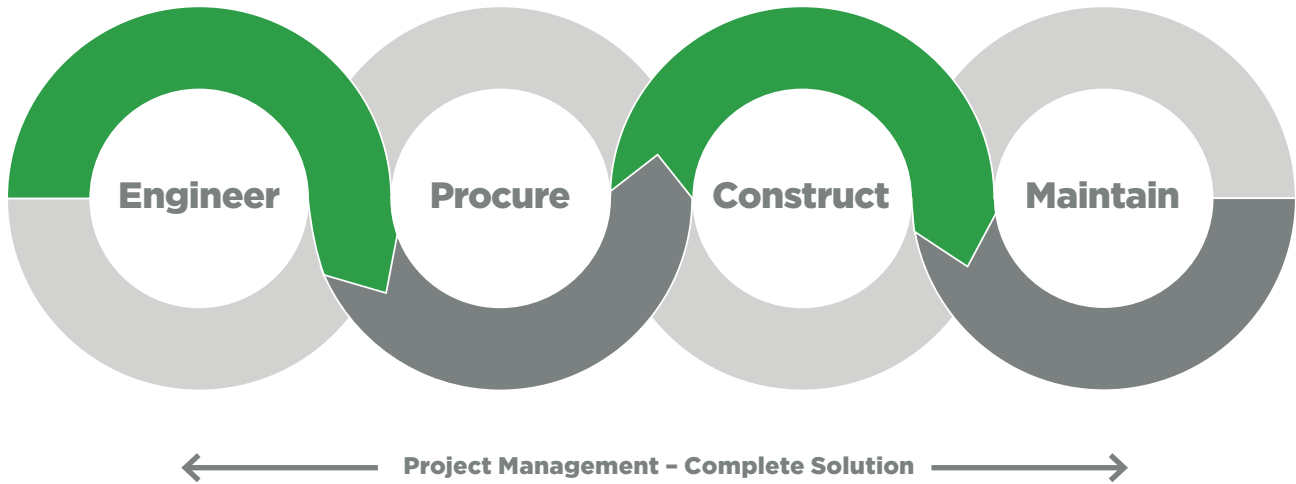 Engineer
Procure
Construct
Maintain
Project Management – Complete Solution